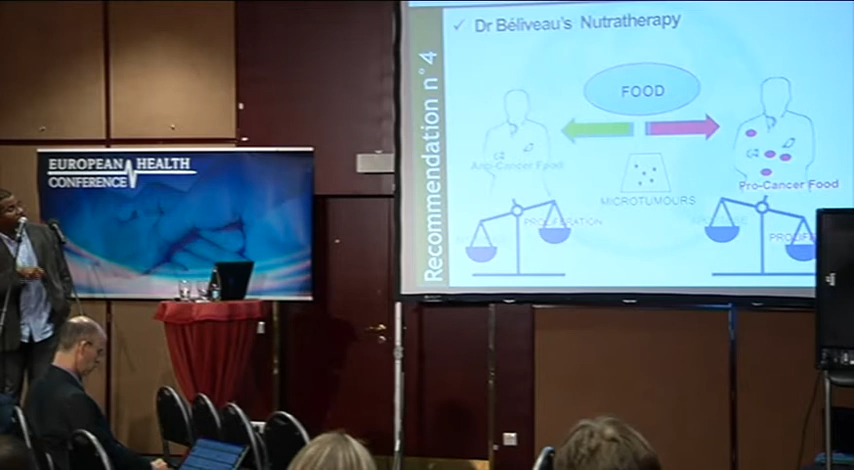 EUROPEAN HEALTH
CONFERENCE
Recommendation n°4
✓ Dr Béliveau's Nutratherapy
FOOD
Anti-Cancer Food
Pro-Cancer Food
MICROTUMOURS
PROLIFERATION